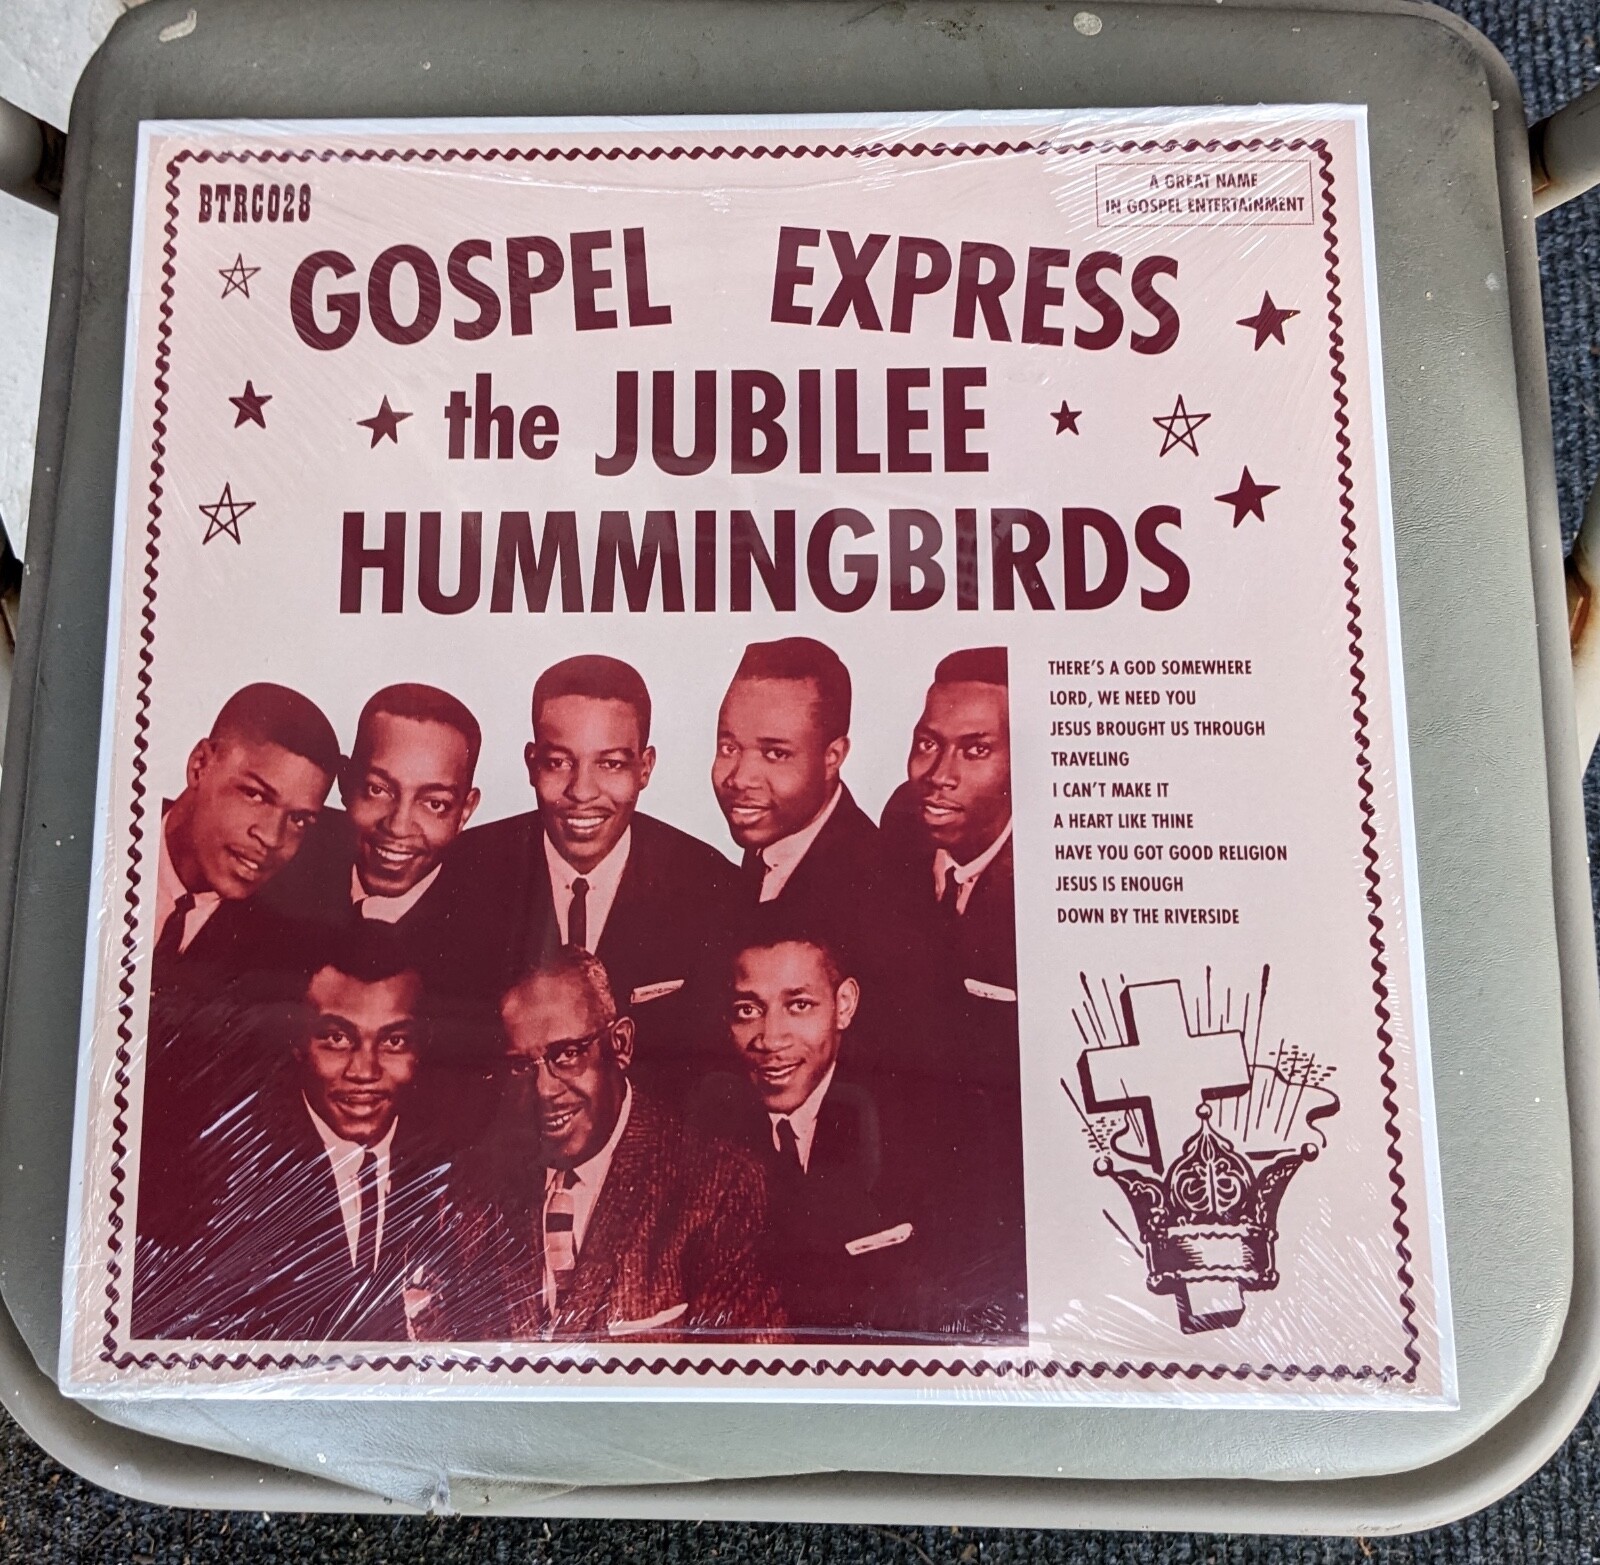 BTRC028
A GREAT NAME
IN GOSPEL ENTERTAINMENT
GOSPEL EXPRESS
the JUBILEE
HUMMINGBIRDS
THERE'S A GOD SOMEWHERE
LORD, WE NEED YOU
JESUS BROUGHT US THROUGH
TRAVELING
I CAN'T MAKE IT
A HEART LIKE THINE
HAVE YOU GOT GOOD RELIGION
JESUS IS ENOUGH
DOWN BY THE RIVERSIDE